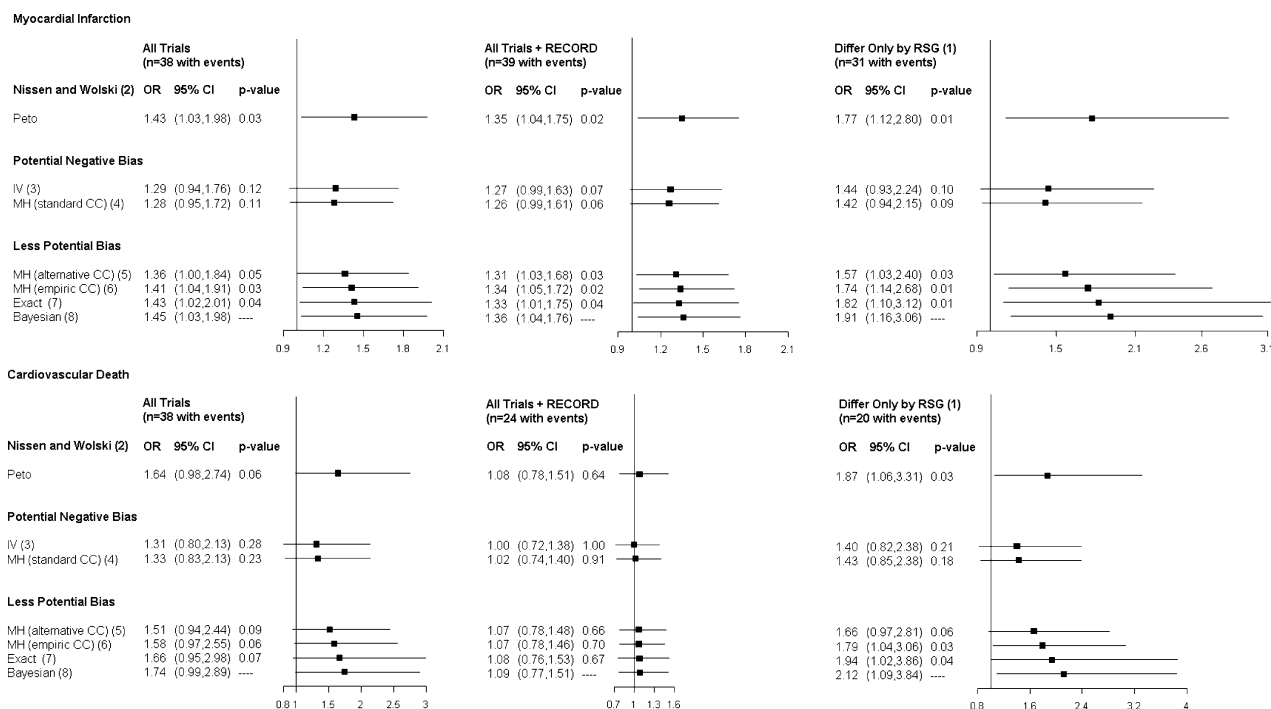 Myocardial Infarction
All Trials All Trials + RECORD Differ Only by RSG (1)
(n=38 with events) (n=39 with events) (n=31 with events)
Nissen and Wolski (2) OR 95% CI p-value OR 95% CI p-value OR 95% CI p-value
Peto 1.43 (1.03,1.98) 0.03 1.35 (1.04,1.75) 0.02 1.77 (1.12,2.80) 0.01
Potential Negative Bias
IV (3) 1.29 (0.94,1.76) 0.12 1.27 (0.99,1.63) 0.07 1.44 (0.93,2.24) 0.10
MH (standard CC) (4) 1.28 (0.95,1.72) 0.11 1.26 (0.99,1.61) 0.06 1.42 (0.94,2.15) 0.09
Less Potential Bias
MH (alternative CC) (5) 1.36 (1.00,1.84) 0.05 1.31 (1.03,1.68) 0.03 1.57 (1.03,2.40) 0.03
MH (empiric CC) (6) 1.41 (1.04,1.91) 0.03 1.34 (1.05,1.72) 0.02 1.74 (1.14,2.68) 0.01
Exact (7) 1.43 (1.02,2.01) 0.04 1.33 (1.01,1.75) 0.04 1.82 (1.10,3.12) 0.01
Bayesian (8) 1.45 (1.03,1.98) ---- 1.36 (1.04,1.76) ---- 1.91 (1.16,3.06) ----
0.9 1.2 1.5 1.8 2.1 0.9 1.2 1.5 1.8 2.1 0.9 1.5 2.1 2.6 3.1
Cardiovascular Death
All Trials All Trials + RECORD Differ Only by RSG (1)
(n=38 with events) (n=24 with events) (n=20 with events)
Nissen and Wolski (2) OR 95% CI p-value OR 95% CI p-value OR 95% CI p-value
Peto 1.64 (0.98,2.74) 0.06 1.08 (0.78,1.51) 0.64 1.87 (1.06,3.31) 0.03
Potential Negative Bias
IV (3) 1.31 (0.80,2.13) 0.28 1.00 (0.72,1.38) 1.00 1.40 (0.82,2.38) 0.21
MH (standard CC) (4) 1.33 (0.83,2.13) 0.23 1.02 (0.74,1.40) 0.91 1.43 (0.85,2.38) 0.18
Less Potential Bias
MH (alternative CC) (5) 1.51 (0.94,2.44) 0.09 1.07 (0.78,1.48) 0.66 1.66 (0.97,2.81) 0.06
MH (empiric CC) (6) 1.58 (0.97,2.55) 0.06 1.07 (0.78,1.46) 0.70 1.79 (1.04,3.06) 0.03
Exact (7) 1.66 (0.95,2.98) 0.07 1.08 (0.76,1.53) 0.67 1.94 (1.02,3.86) 0.04
Bayesian (8) 1.74 (0.99,2.89) ---- 1.09 (0.77,1.51) ---- 2.12 (1.09,3.84) ----
0.8 1 1.5 2 2.4 3 0.7 1 1.3 1.6 0.8 1.6 2.4 3.2 4